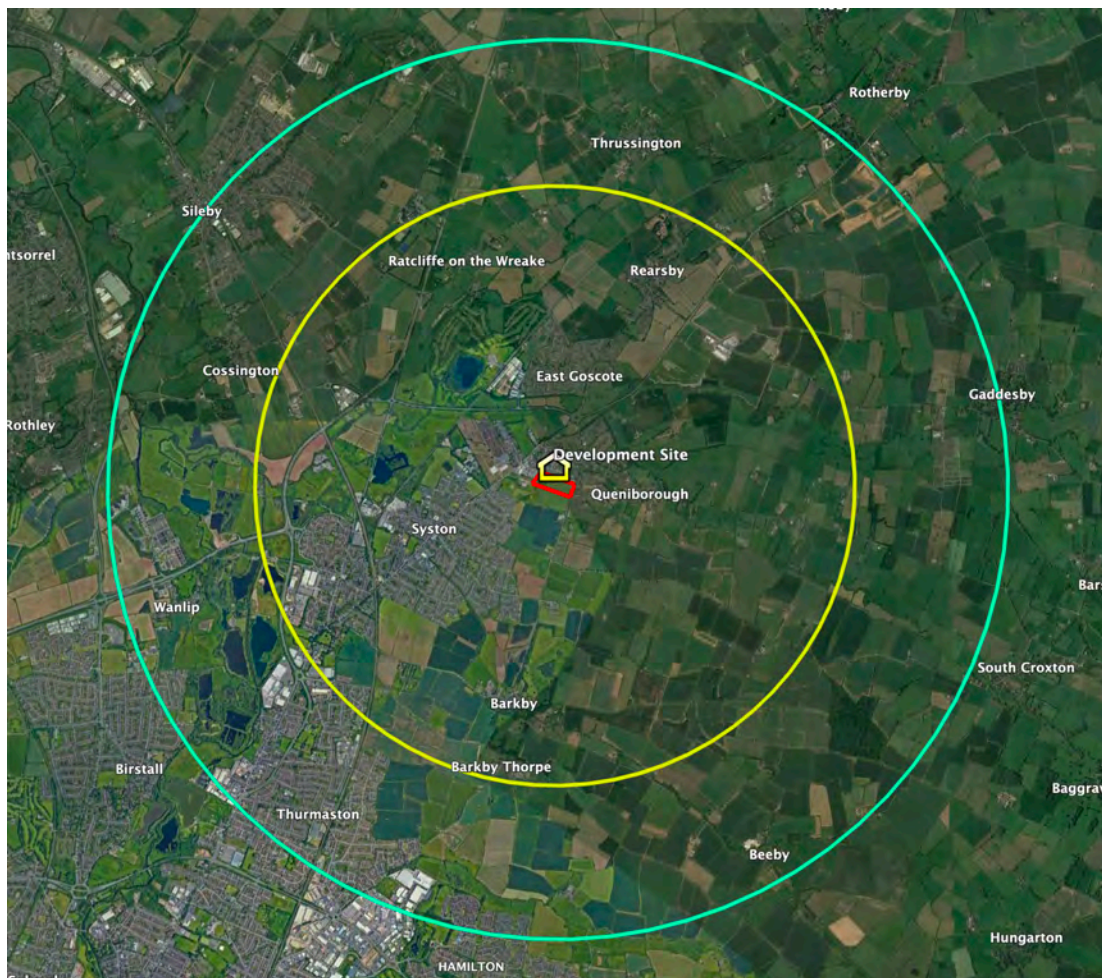 Rotherby
Thrussington
Sileby
ntsorrel
Ratcliffe on the Wreake
Rearsby
Cossington
East Goscote
Gaddesby
Rothley
Development Site
Queniborough
Syston
Bars
Wanlip
South Croxton
Barkby
Birstall
Barkby Thorpe
Baggrav
Thurmaston
Beeby
Hungarton
HAMILTON